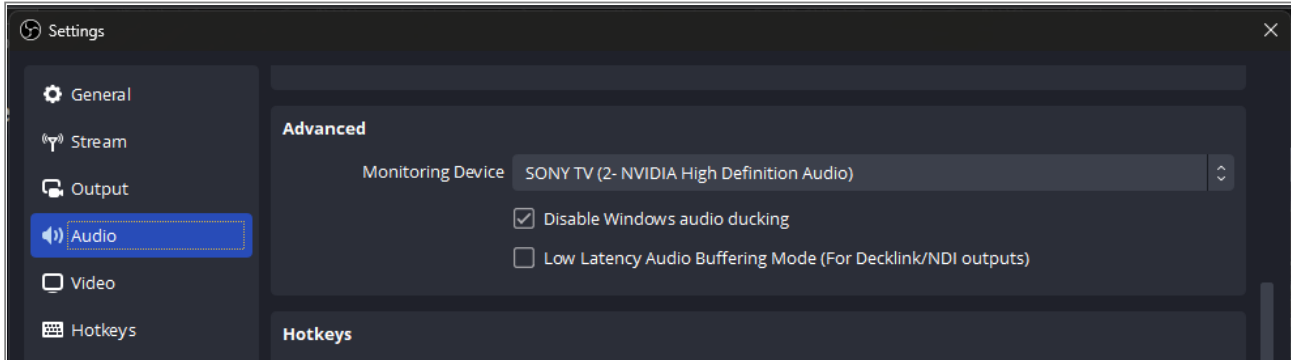 Settings
General
Stream
Output
Audio
Video
Hotkeys
Advanced
Monitoring Device SONY TV (2- NVIDIA High Definition Audio)
Disable Windows audio ducking
Low Latency Audio Buffering Mode (For Decklink/NDI outputs)
Hotkeys